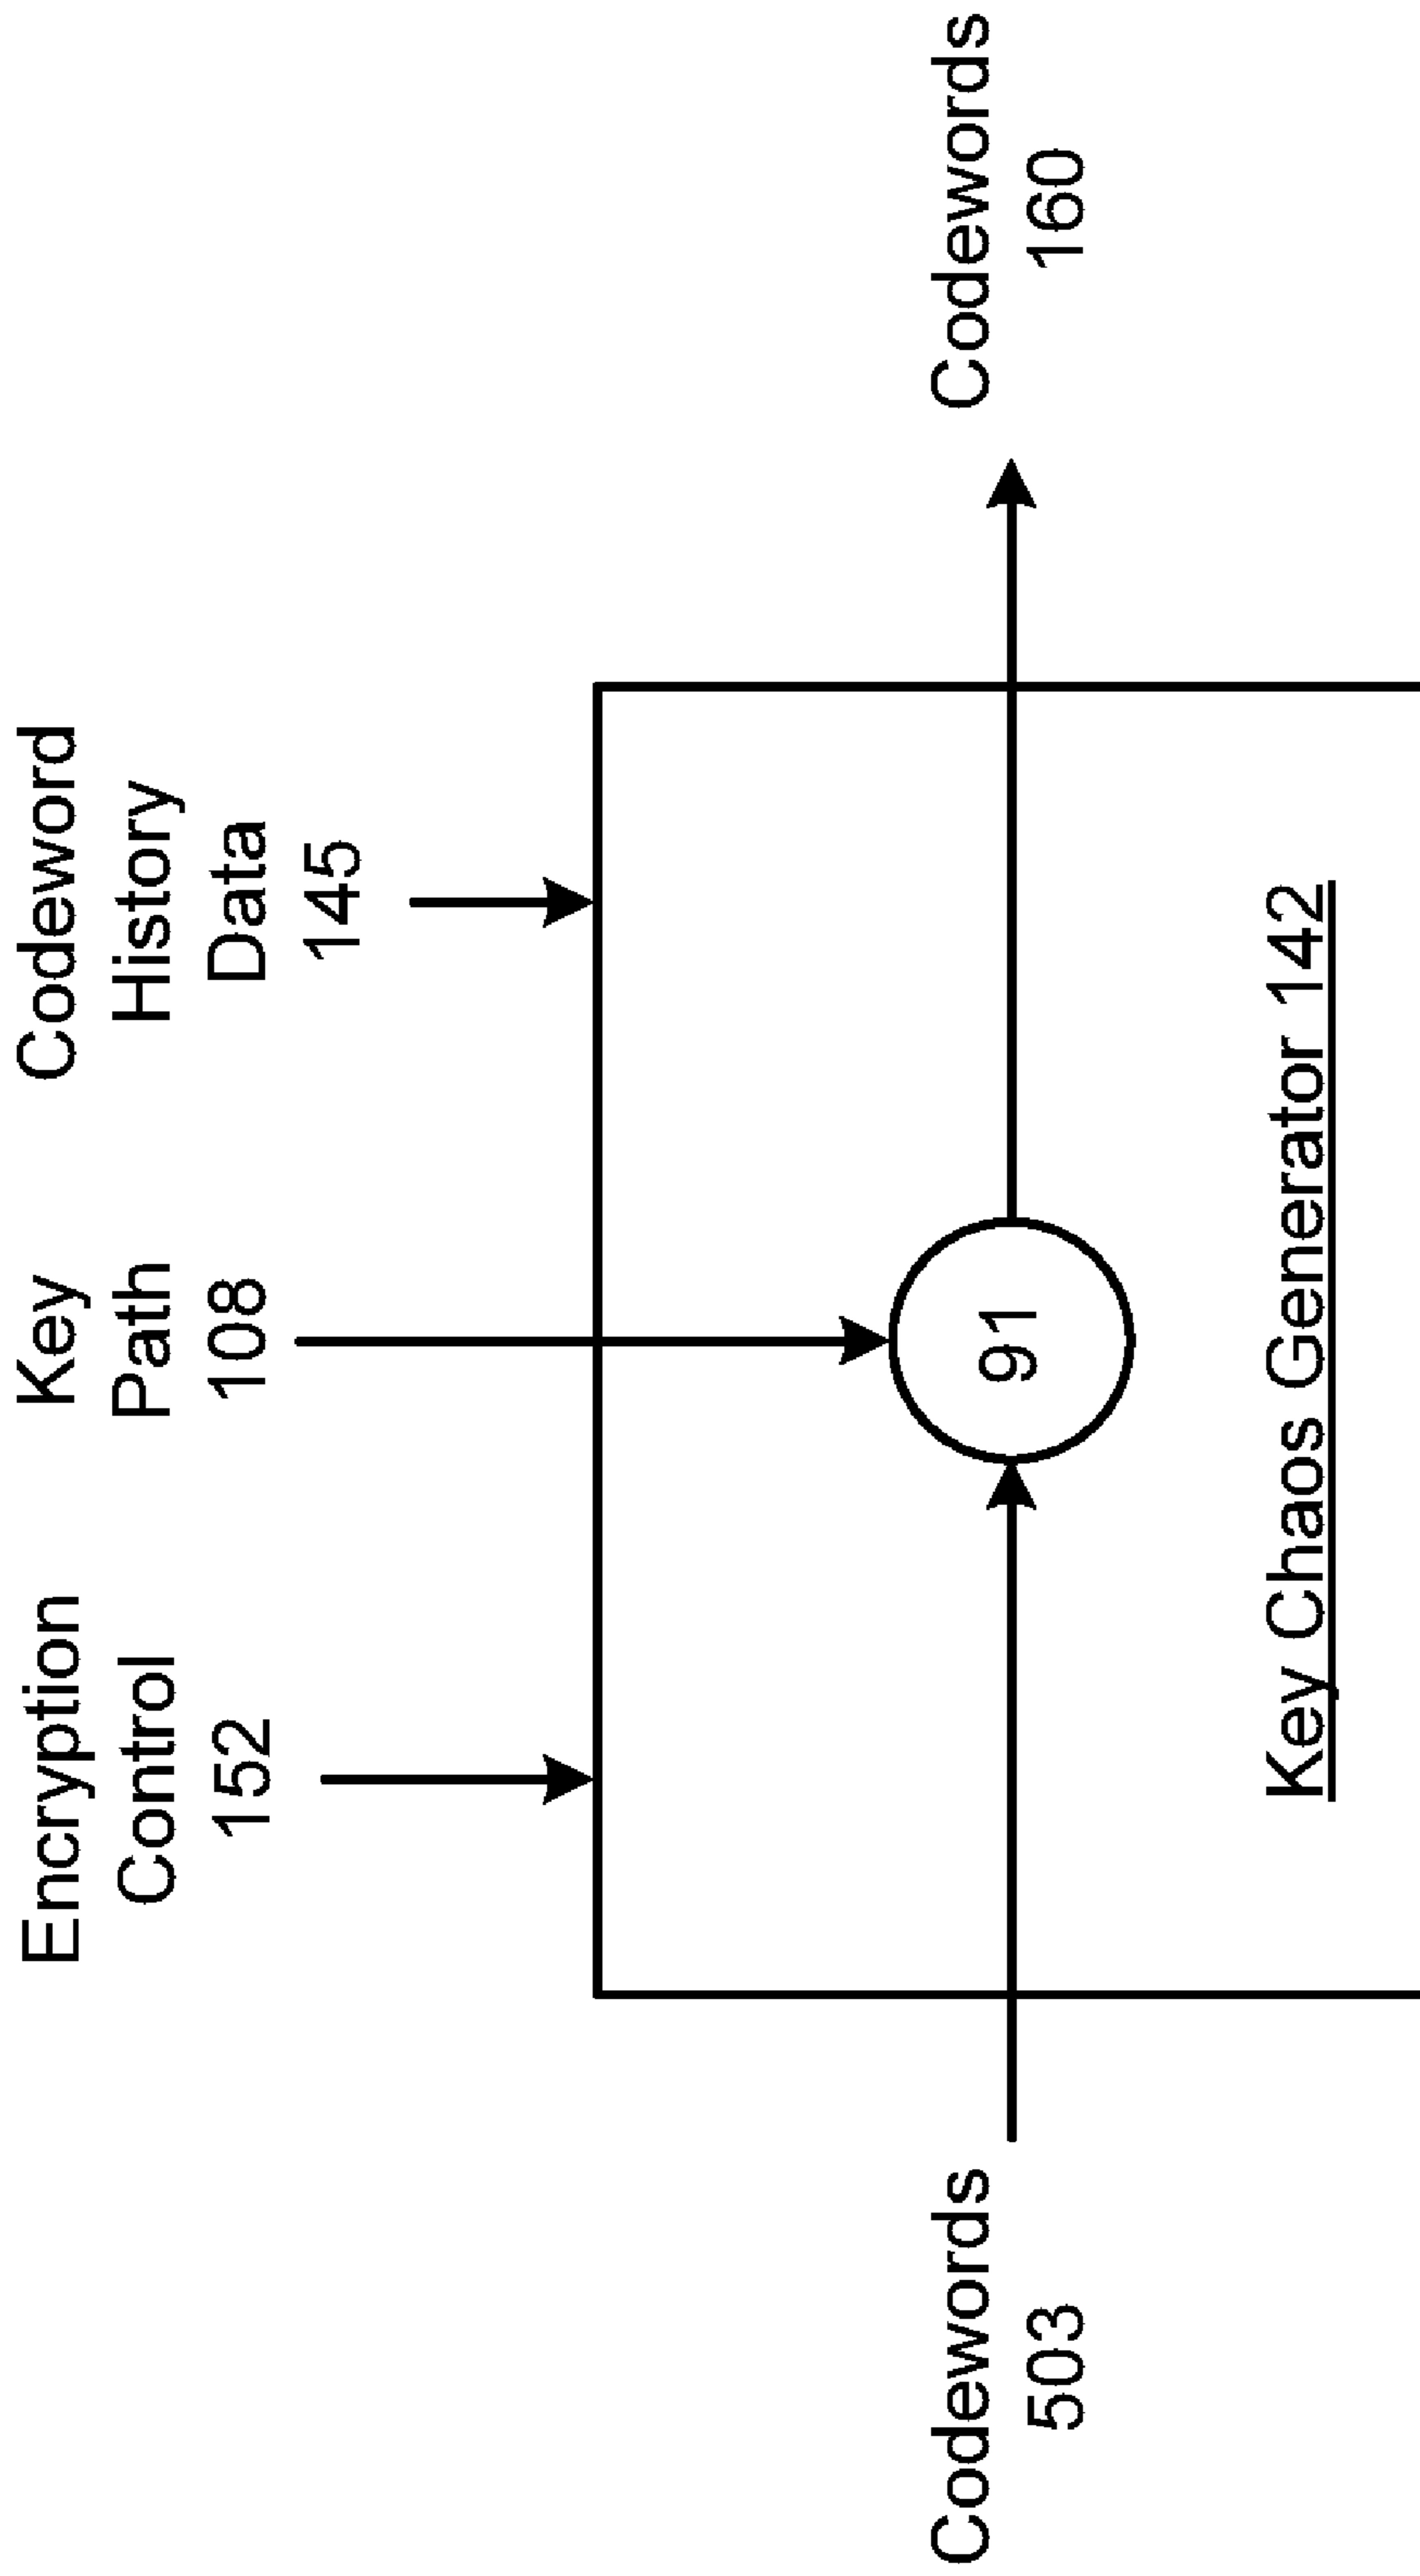 Encryption
Control
152
Key
Path
108
Codeword
History
Data
145
Codewords
503
91
Codewords
160
Key Chaos Generator 142